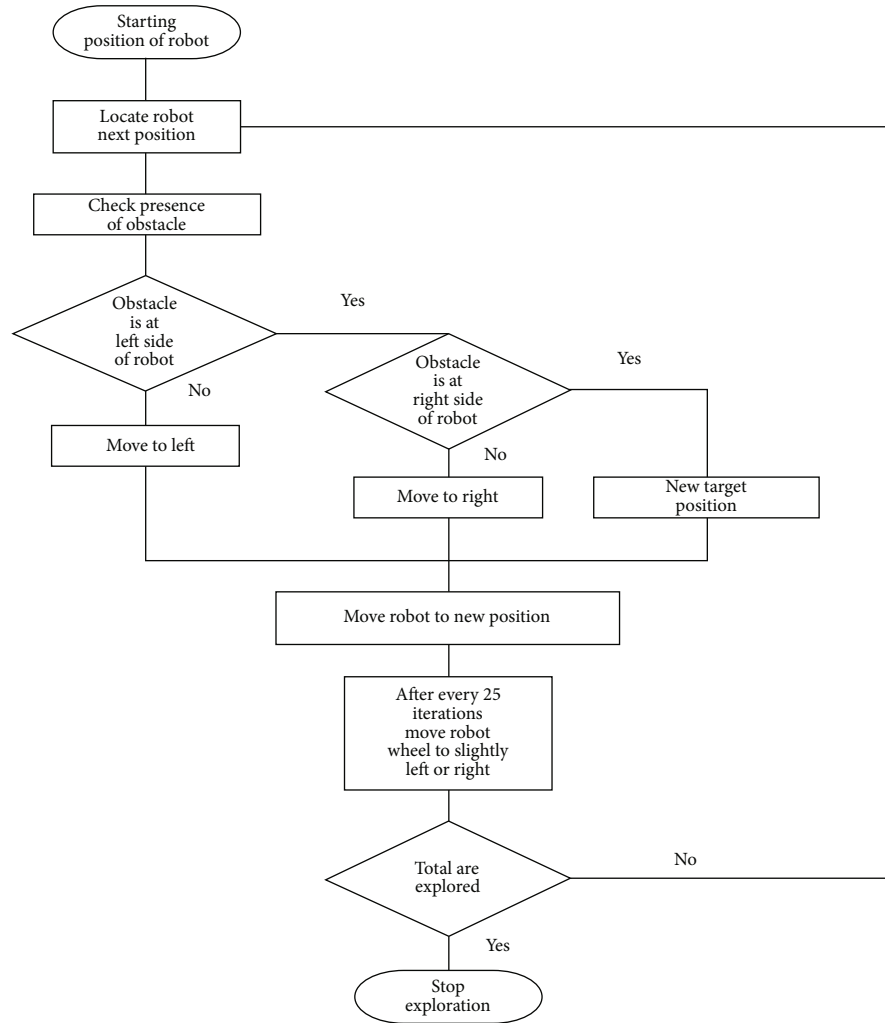 Starting
position of robot
Locate robot
next position
Check presence
of obstacle
Obstacle
is at
left side
of robot
Yes
No
Move to left
Obstacle
is at
right side
of robot
Yes
No
Move to right
New target
position
Move robot to new position
After every 25
iterations
move robot
wheel to slightly
left or right
Total are
explored
No
Yes
Stop
exploration